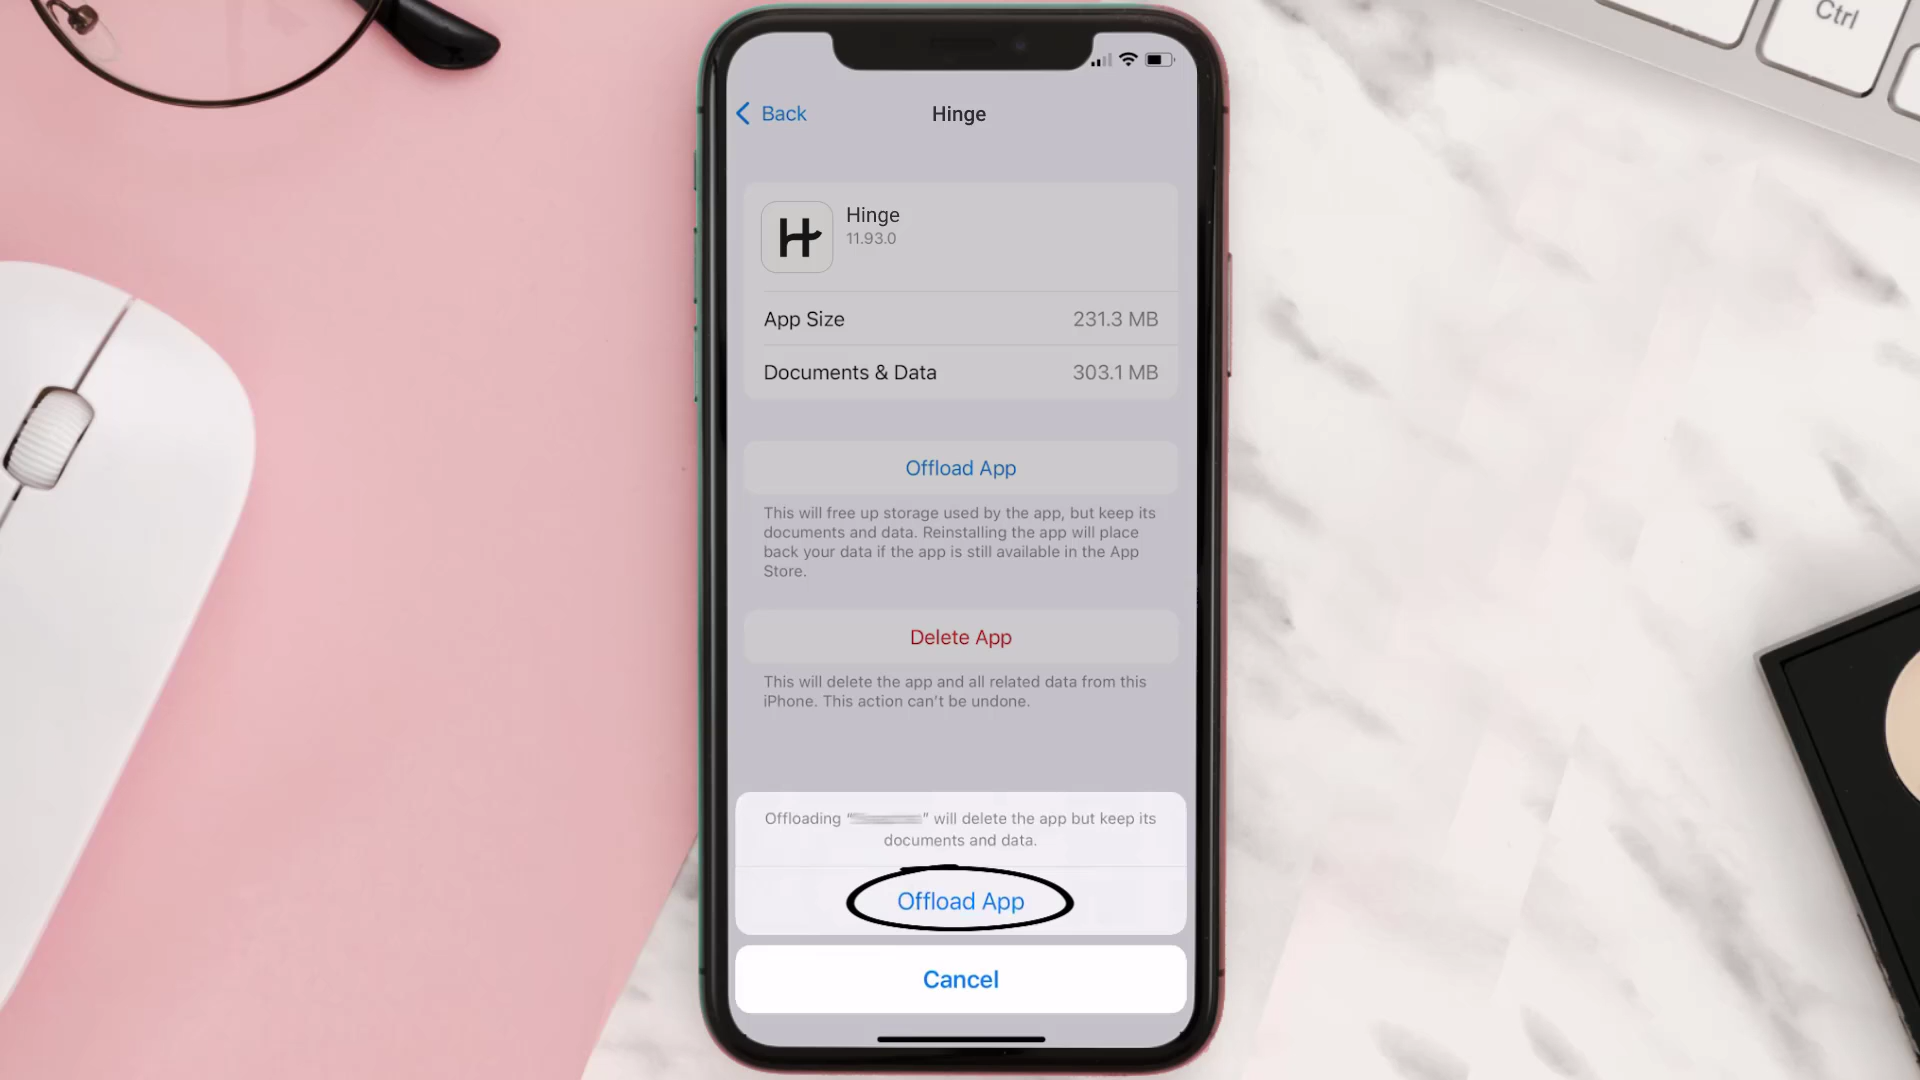 Ctrl
Back
Hinge
Hinge
11.93.0
App Size 231.3 MB
Documents & Data 303.1 MB
Offload App
This will free up storage used by the app, but keep its
documents and data. Reinstalling the app will place
back your data if the app is still available in the App
Store.
Delete App
This will delete the app and all related data from this
iPhone. This action can't be undone.
Offloading “ ” will delete the app but keep its
documents and data.
Offload App
Cancel